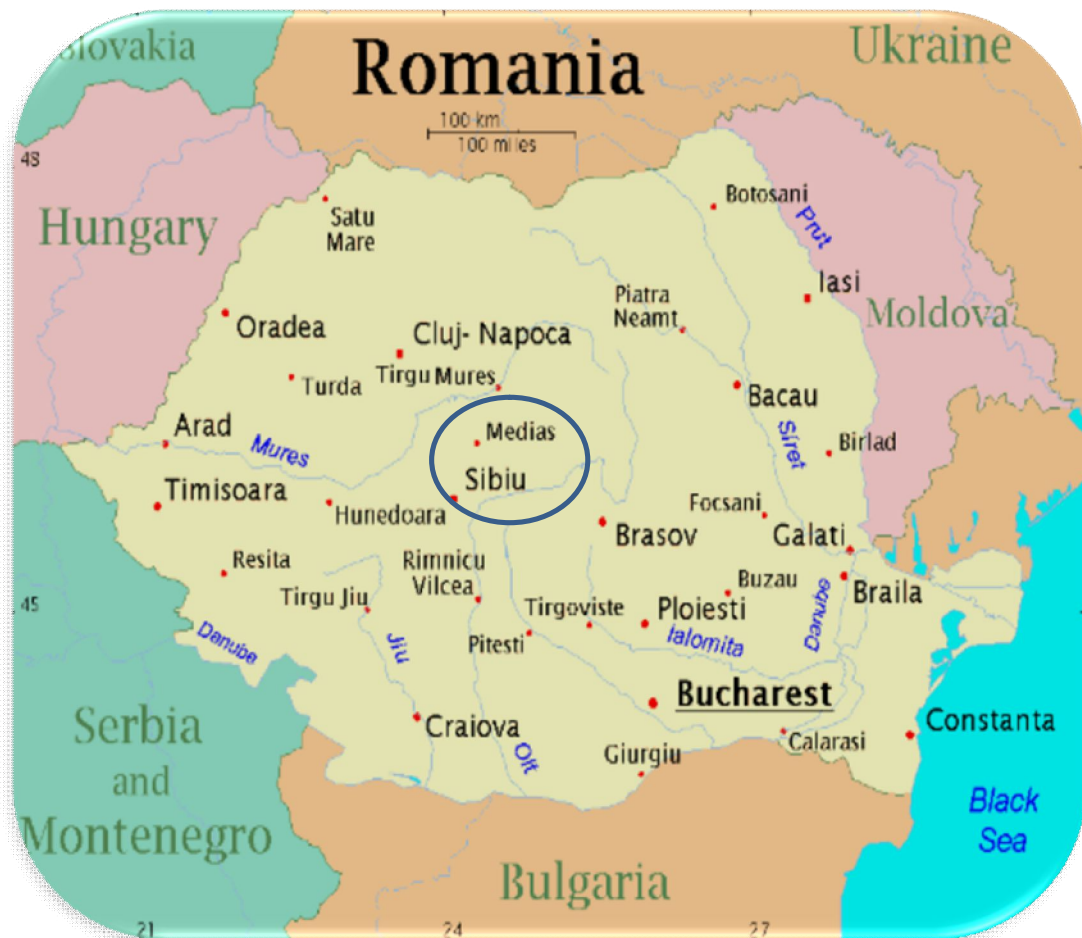 Slovakia
Ukraine
Romania
100 km
100 miles
48
Hungary
Satu
Mare
Botosani
Prut
Iasi
Moldova
Piatra
Neamt
Oradea
Cluj- Napoca
Tirgu Mures
Turda
Bacau
Siret
Arad
Mures
Medias
Birlad
Sibiu
Timisoara
Hunedoara
Brasov
Focsani
Galati
Resita
Rimnicu
Vilcea
Tirgu Jiu
Buzau
Braila
45
Tirgoviste
Ploiesti
Danube
Danube
Jiu
Pitesti
Ialomita
Bucharest
Serbia
and
Montenegro
Craiova
Olt
Giurgiu
Calarasi
Constanta
Black
Sea
Bulgaria
21
24
27